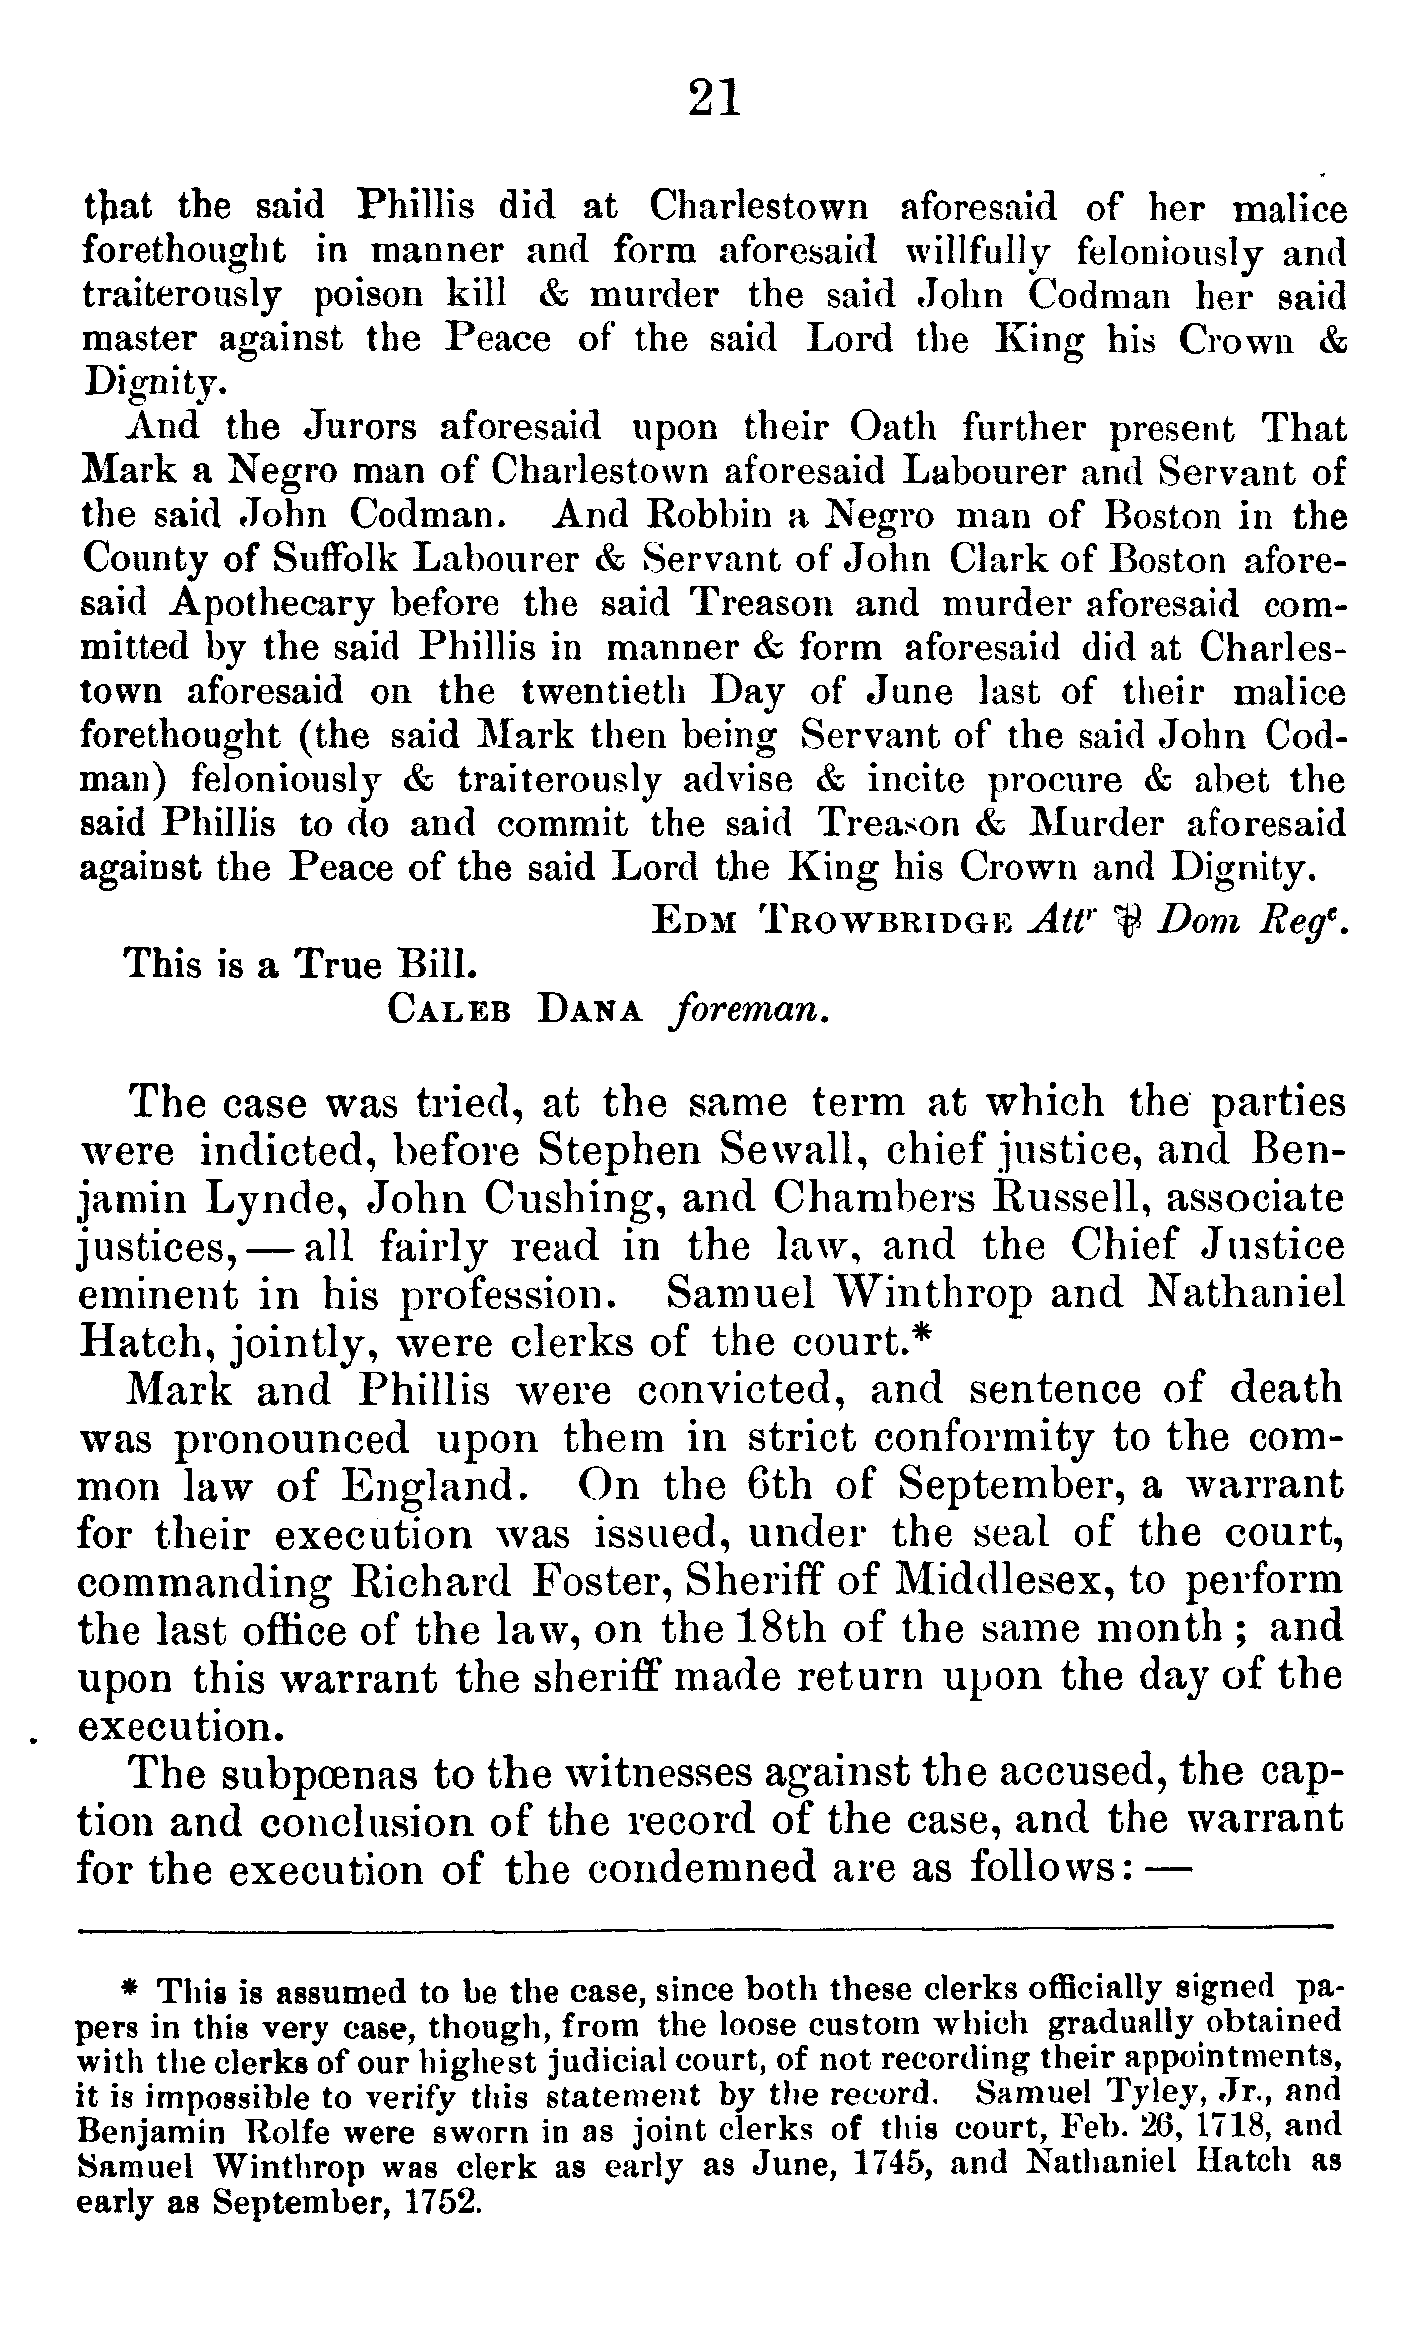 21
that the said Phillis did at Charlestown aforesaid of her malice
forethought in manner and form aforesaid willfully feloniously and
traiterously poison kill & murder the said John Codman her said
master against the Peace of the said Lord the King his Crown &
Dignity.
And the Jurors aforesaid upon their Oath further present That
Mark a Negro man of Charlestown aforesaid Labourer and Servant of
the said John Codman. And Robbin a Negro man of Boston in the
County of Suffolk Labourer & Servant of John Clark of Boston afore-
said Apothecary before the said Treason and murder aforesaid com-
mitted by the said Phillis in manner & form aforesaid did at Charles-
town aforesaid on the twentieth Day of June last of their malice
forethought (the said Mark then being Servant of the said John Cod-
man) feloniously & traiterously advise & incite procure & abet the
said Phillis to do and commit the said Treason & Murder aforesaid
against the Peace of the said Lord the King his Crown and Dignity.
EDM TROWBRIDGE Attr ⅌ Dom Rege.
This is a True Bill.
CALEB DANA foreman.
The case was tried, at the same term at which the parties
were indicted, before Stephen Sewall, chief justice, and Ben-
jamin Lynde, John Cushing, and Chambers Russell, associate
justices, — all fairly read in the law, and the Chief Justice
eminent in his profession. Samuel Winthrop and Nathaniel
Hatch, jointly, were clerks of the court.*
Mark and Phillis were convicted, and sentence of death
was pronounced upon them in strict conformity to the com-
mon law of England. On the 6th of September, a warrant
for their execution was issued, under the seal of the court,
commanding Richard Foster, Sheriff of Middlesex, to perform
the last office of the law, on the 18th of the same month ; and
upon this warrant the sheriff made return upon the day of the
execution.
The subpœnas to the witnesses against the accused, the cap-
tion and conclusion of the record of the case, and the warrant
for the execution of the condemned are as follows: —
* This is assumed to be the case, since both these clerks officially signed pa-
pers in this very case, though, from the loose custom which gradually obtained
with the clerks of our highest judicial court, of not recording their appointments,
it is impossible to verify this statement by the record. Samuel Tyley, Jr., and
Benjamin Rolfe were sworn in as joint clerks of this court, Feb. 26, 1718, and
Samuel Winthrop was clerk as early as June, 1745, and Nathaniel Hatch as
early as September, 1752.